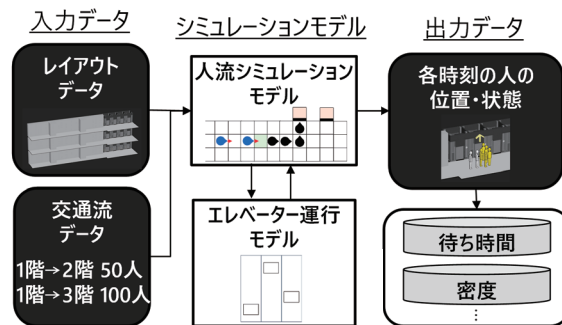 入力データ
シミュレーションモデル
出力データ
レイアウト
データ
人流シミュレーション
モデル
各時刻の人の
位置・状態
交通流
データ
1階→2階 50人
1階→3階 100人
エレベーター運行
モデル
待ち時間
密度
⋮